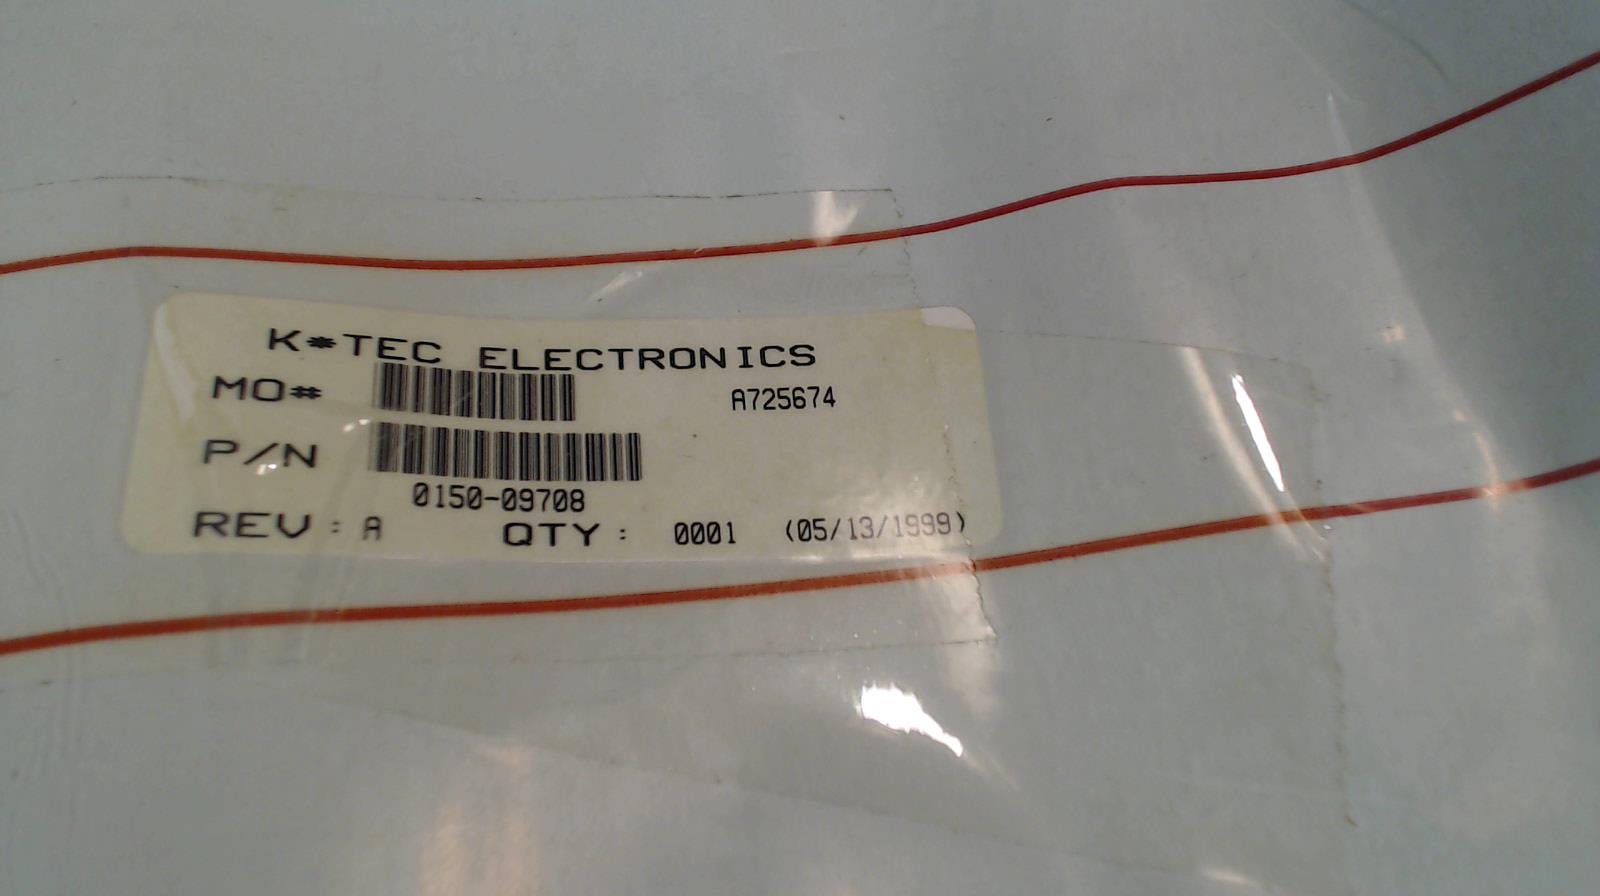 K*TEC ELECTRONICS
MO# A725674
P/N
0150-09708
REV: A QTY: 0001 (05/13/1999)